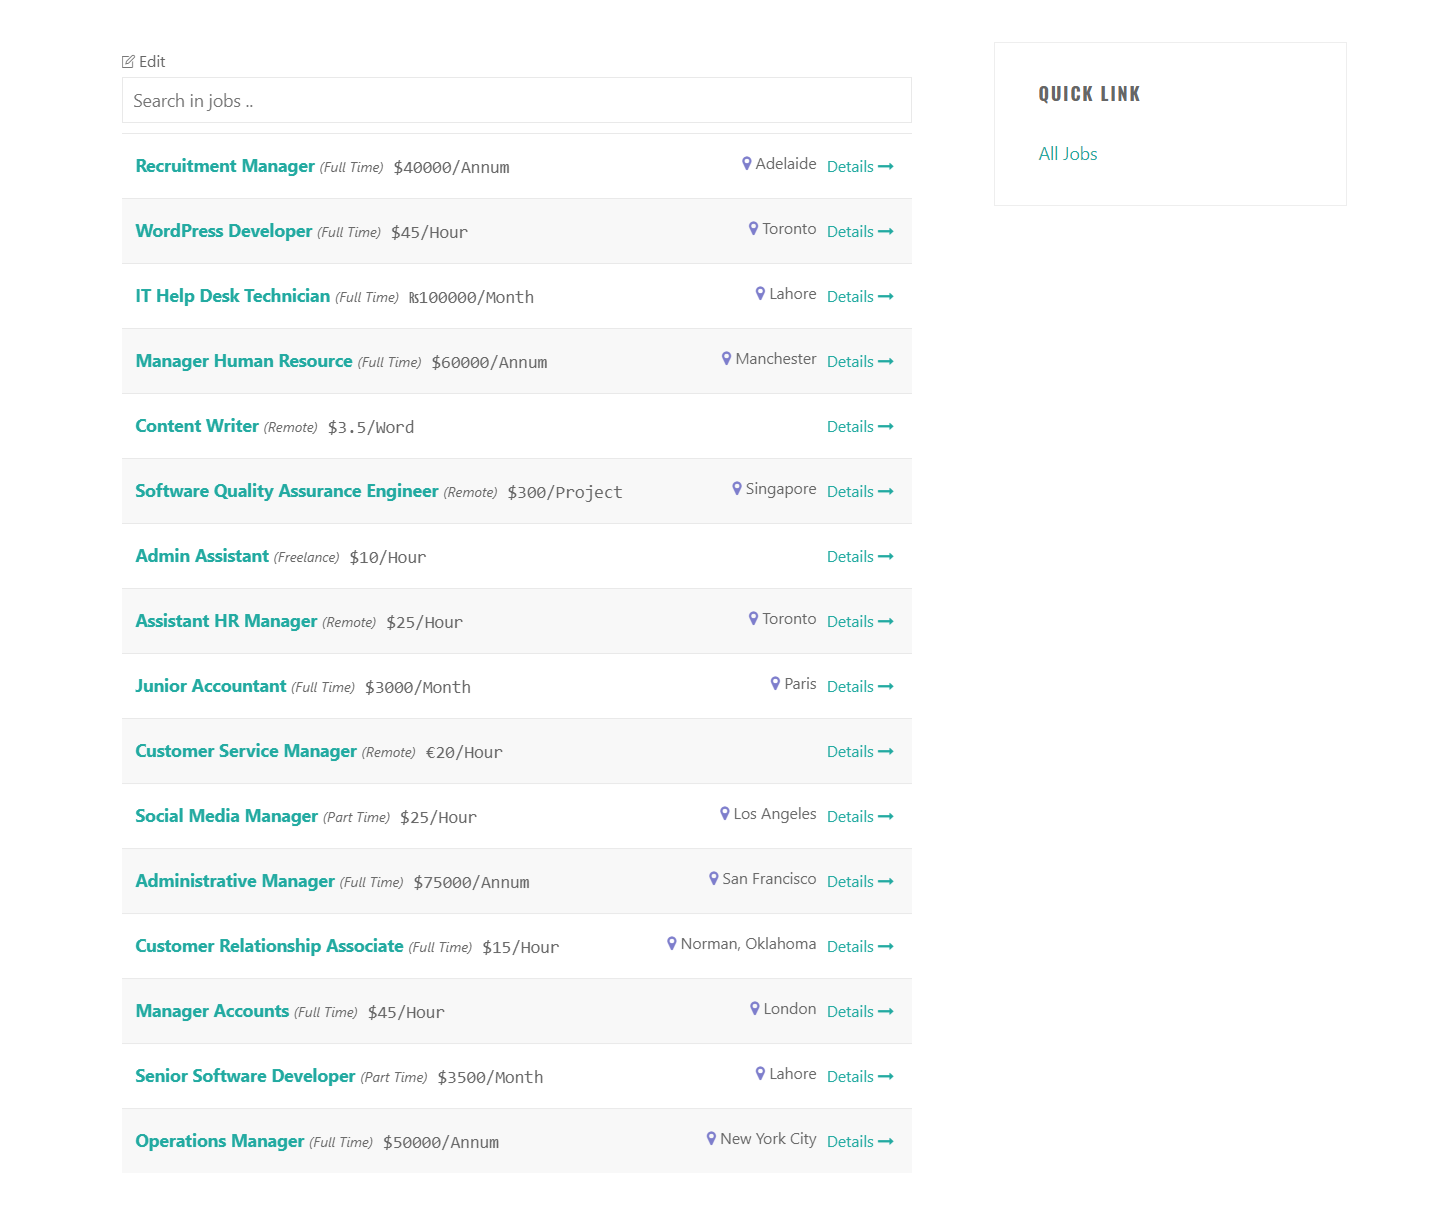 Edit
Search in jobs ..
Recruitment Manager (Full Time) $40000/Annum Adelaide Details
WordPress Developer (Full Time) $45/Hour Toronto Details
IT Help Desk Technician (Full Time) ₨100000/Month Lahore Details
Manager Human Resource (Full Time) $60000/Annum Manchester Details
Content Writer (Remote) $3.5/Word Details
Software Quality Assurance Engineer (Remote) $300/Project Singapore Details
Admin Assistant (Freelance) $10/Hour Details
Assistant HR Manager (Remote) $25/Hour Toronto Details
Junior Accountant (Full Time) $3000/Month Paris Details
Customer Service Manager (Remote) €20/Hour Details
Social Media Manager (Part Time) $25/Hour Los Angeles Details
Administrative Manager (Full Time) $75000/Annum San Francisco Details
Customer Relationship Associate (Full Time) $15/Hour Norman, Oklahoma Details
Manager Accounts (Full Time) $45/Hour London Details
Senior Software Developer (Part Time) $3500/Month Lahore Details
Operations Manager (Full Time) $50000/Annum New York City Details
QUICK LINK
All Jobs